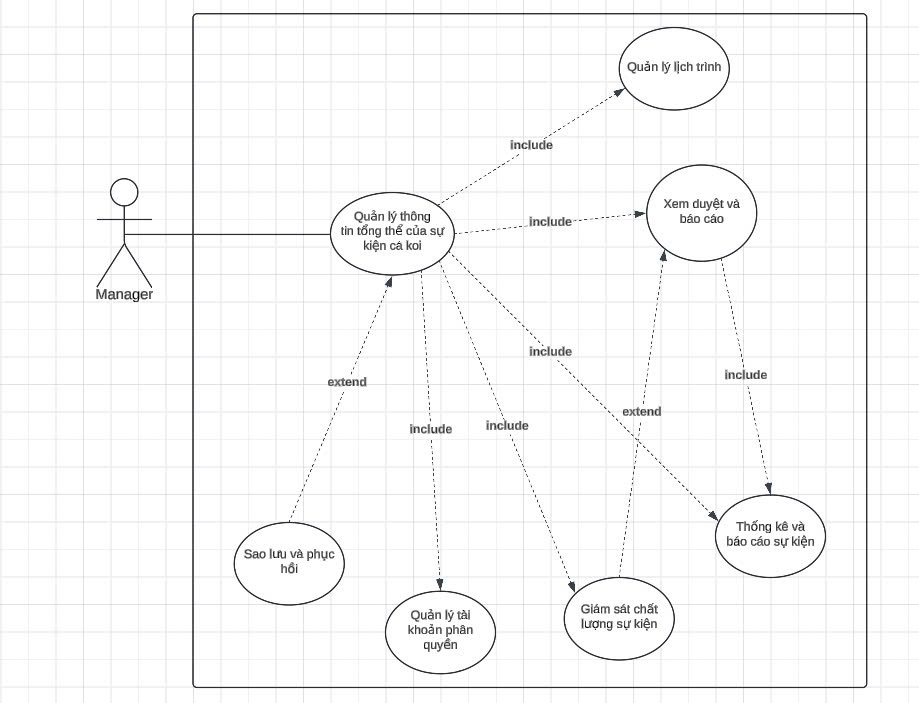 Quản lý lịch trình
include
Quản lý thông
tin tổng thể của sự
kiện cá koi
include
Xem duyệt và
báo cáo
Manager
include
extend
include
extend
include
include
Thống kê và
báo cáo sự kiện
Sao lưu và phục
hồi
Quản lý tài
khoản phân
quyền
Giám sát chất
lượng sự kiện